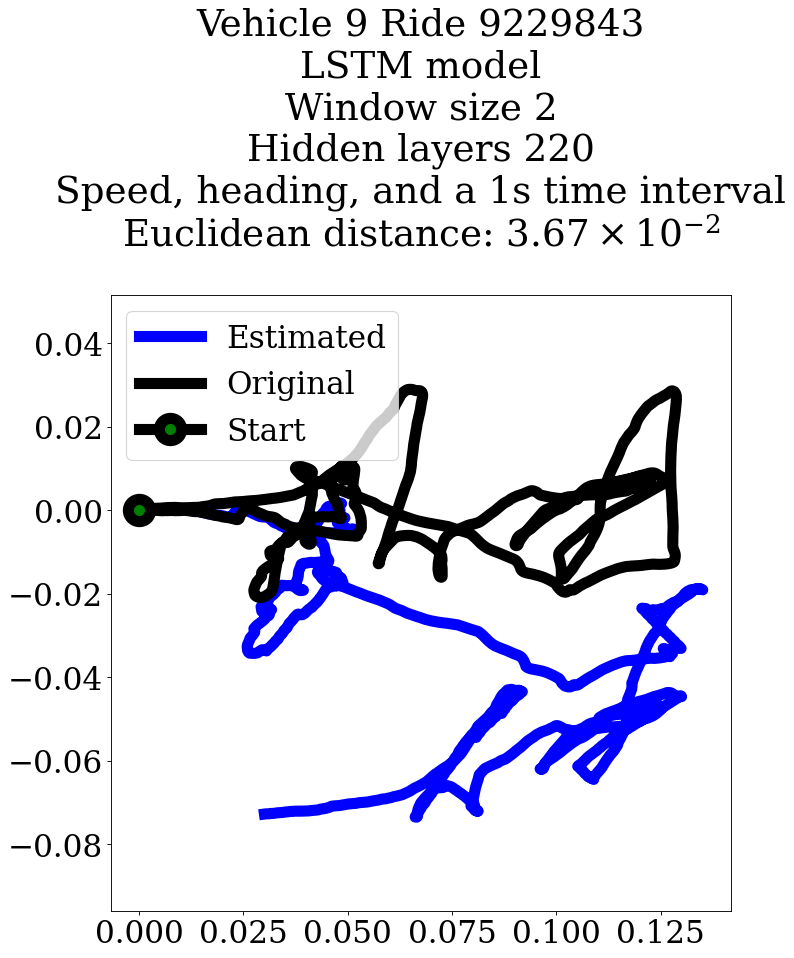 Vehicle 9 Ride 9229843
LSTM model
Window size 2
Hidden layers 220
Speed, heading, and a 1s time interval
Euclidean distance: 3.67 × 10⁻²
Estimated
Original
Start
0.04
0.02
0.00
−0.02
−0.04
−0.06
−0.08
0.000 0.025 0.050 0.075 0.100 0.125